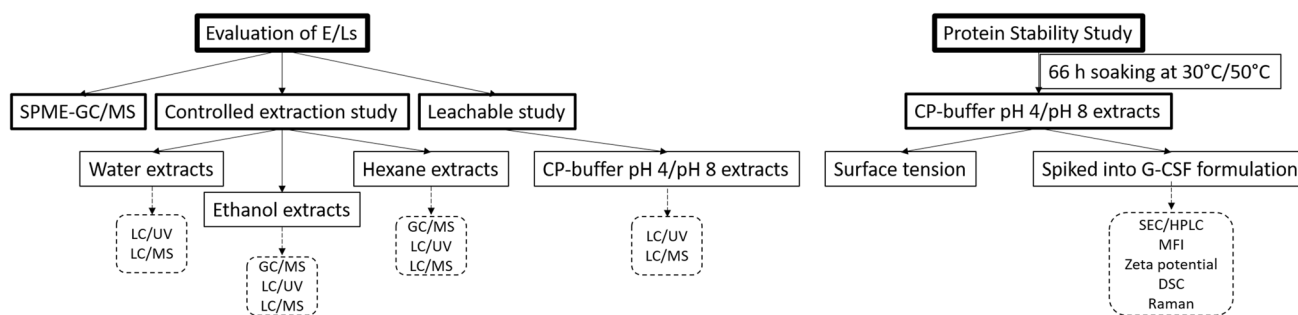 Evaluation of E/Ls
SPME-GC/MS
Controlled extraction study
Leachable study
Water extracts
Hexane extracts
CP-buffer pH 4/pH 8 extracts
Ethanol extracts
LC/UV
LC/MS
GC/MS
LC/UV
LC/MS
GC/MS
LC/UV
LC/MS
LC/UV
LC/MS
Protein Stability Study
66 h soaking at 30°C/50°C
CP-buffer pH 4/pH 8 extracts
Surface tension
Spiked into G-CSF formulation
SEC/HPLC
MFI
Zeta potential
DSC
Raman